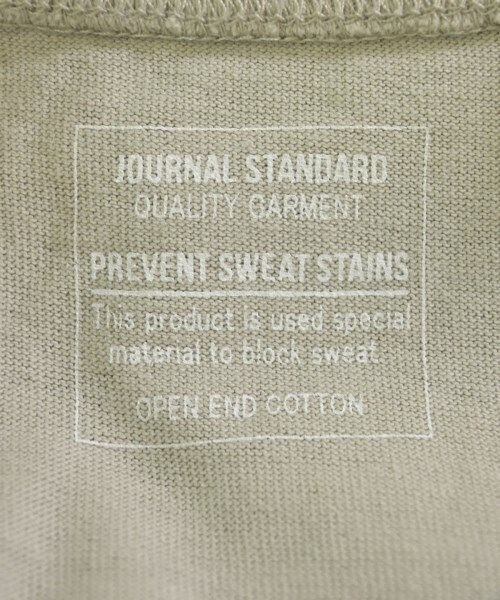 JOURNAL STANDARD
QUALITY GARMENT
PREVENT SWEAT STAINS
This product is used special
material to block sweat.
OPEN END COTTON